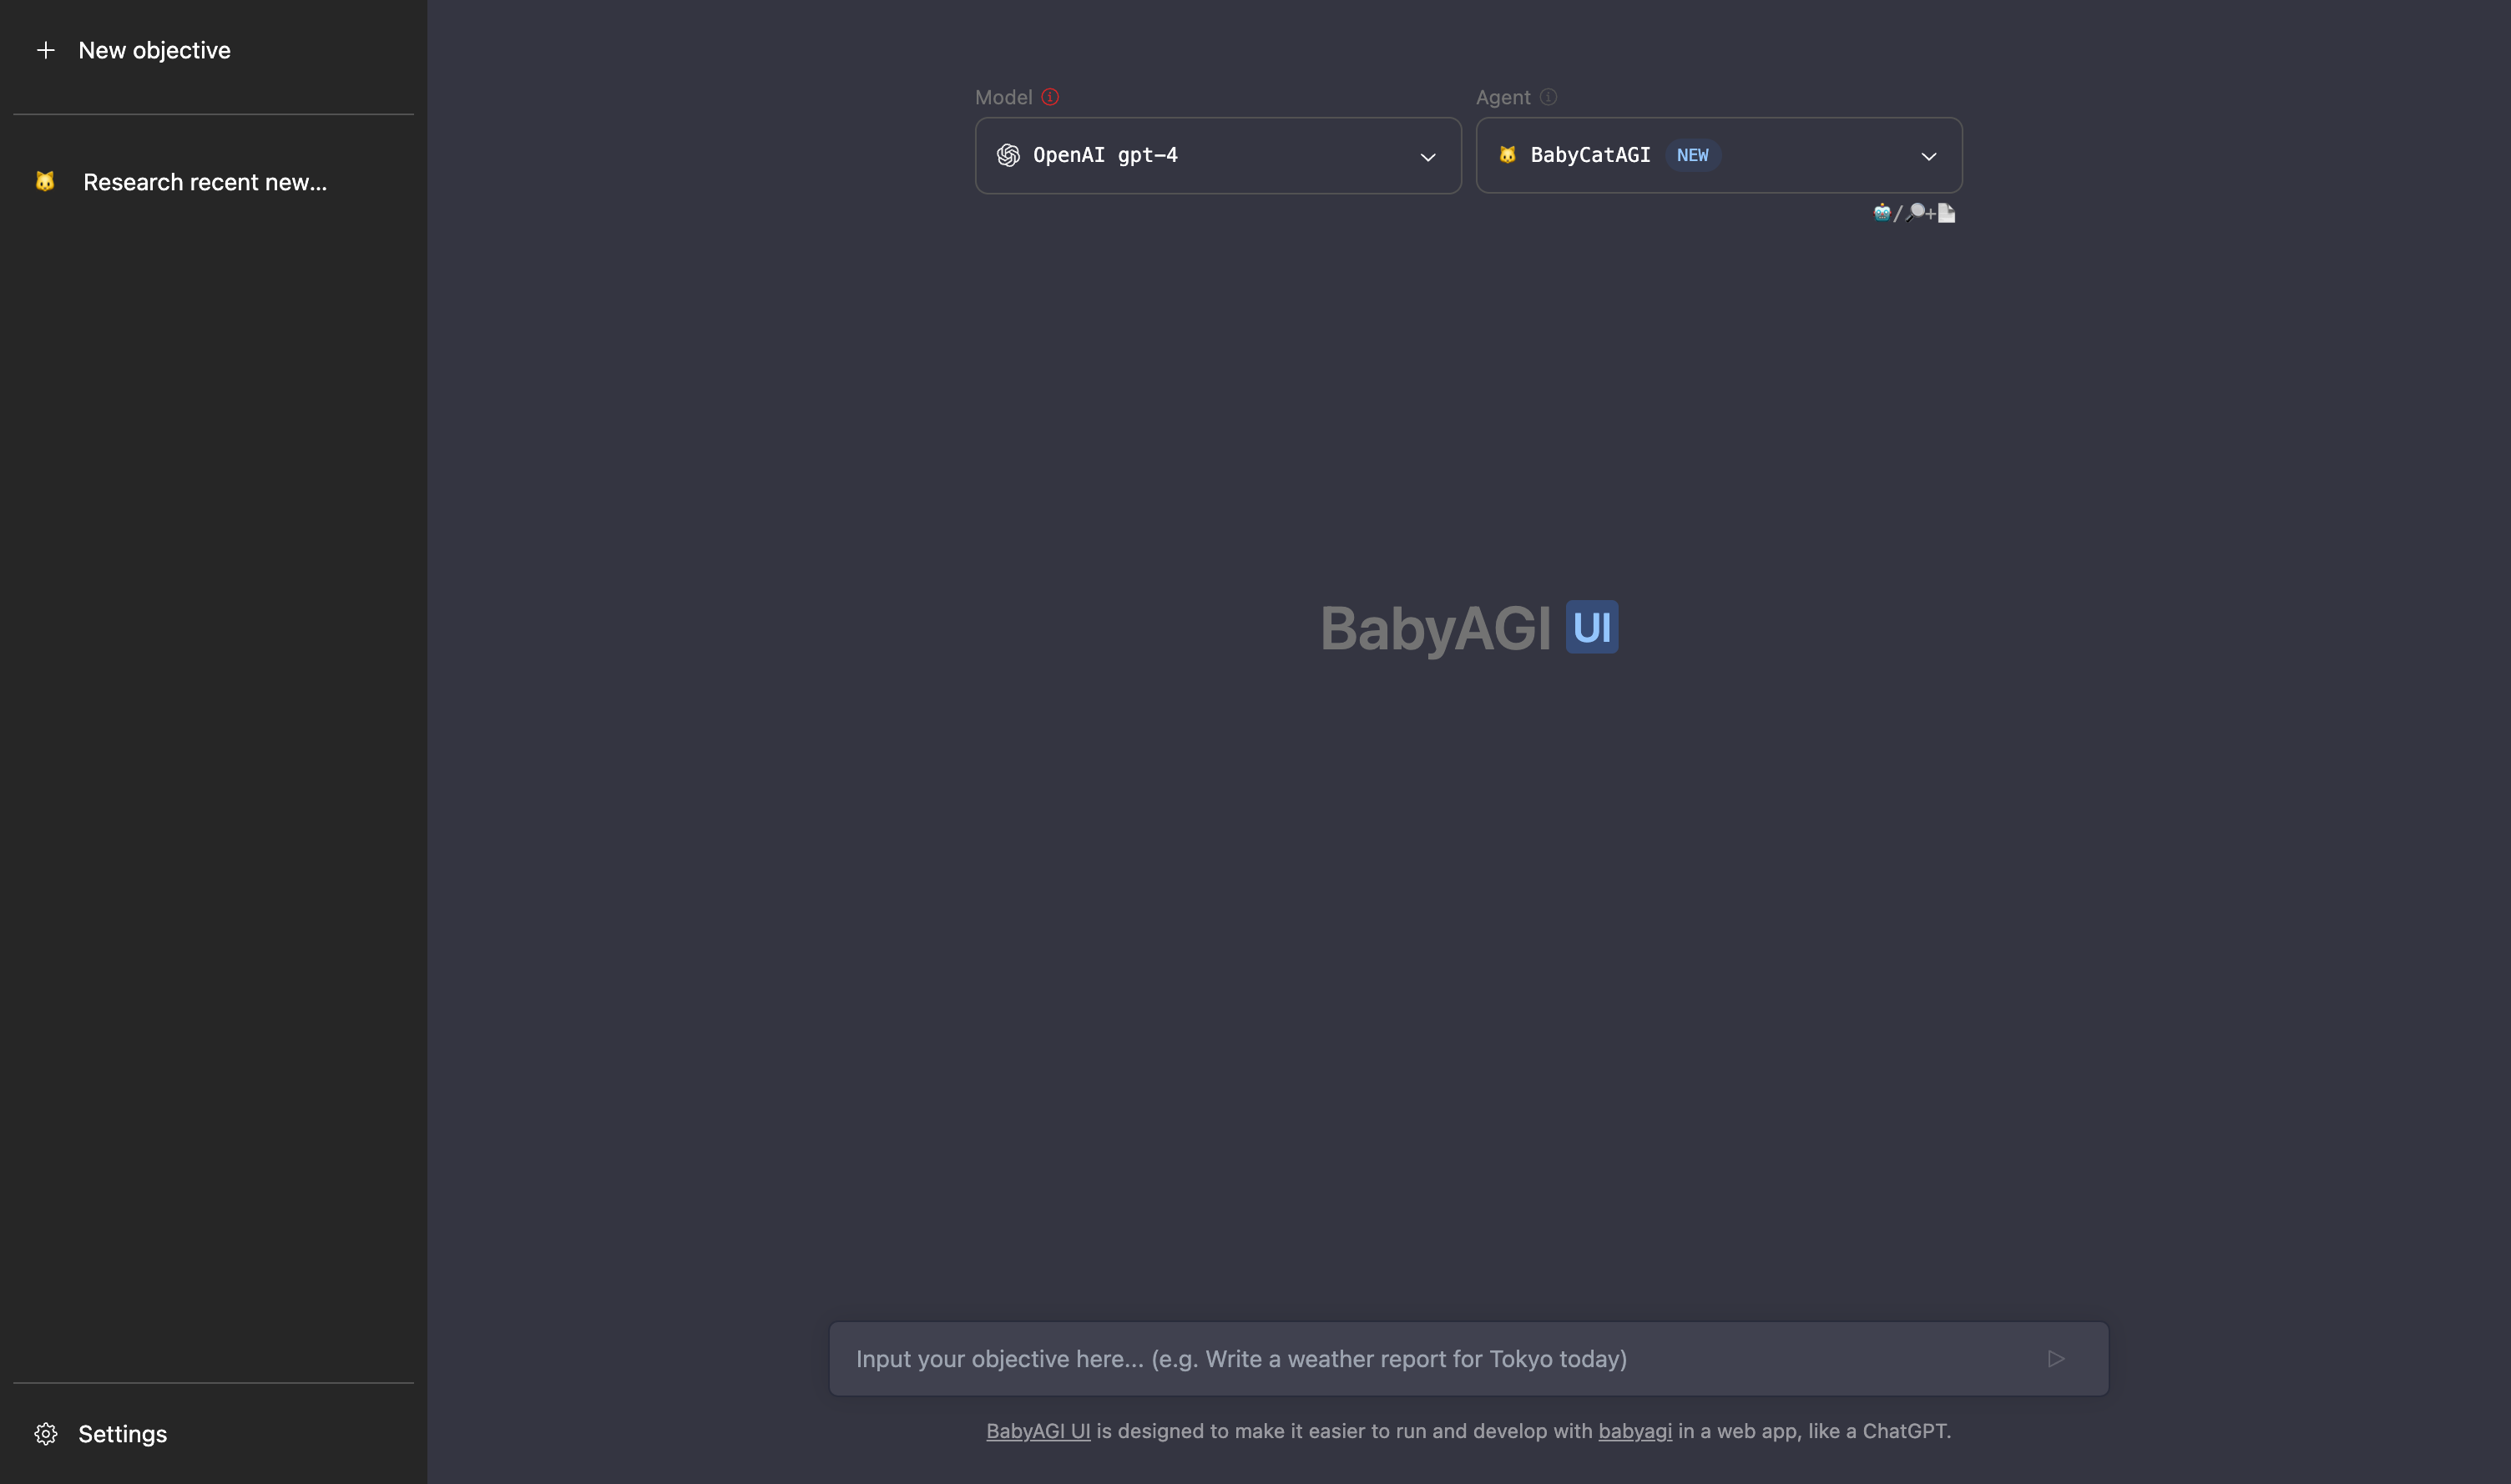 New objective
Research recent new...
Settings
Model
Agent
OpenAI gpt-4
🐱 BabyCatAGI NEW
🤖/🔎+📄
BabyAGI UI
Input your objective here... (e.g. Write a weather report for Tokyo today)
BabyAGI UI is designed to make it easier to run and develop with babyagi in a web app, like a ChatGPT.